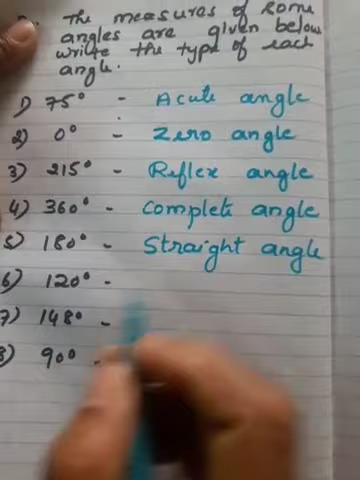 The measures of some
angles are given below
write the type of each
angle.
1) 75° - Acute angle
2) 0° - Zero angle
3) 215° - Reflex angle
4) 360° - Complete angle
5) 180° - Straight angle
6) 120° -
7) 148° -
8) 90° -